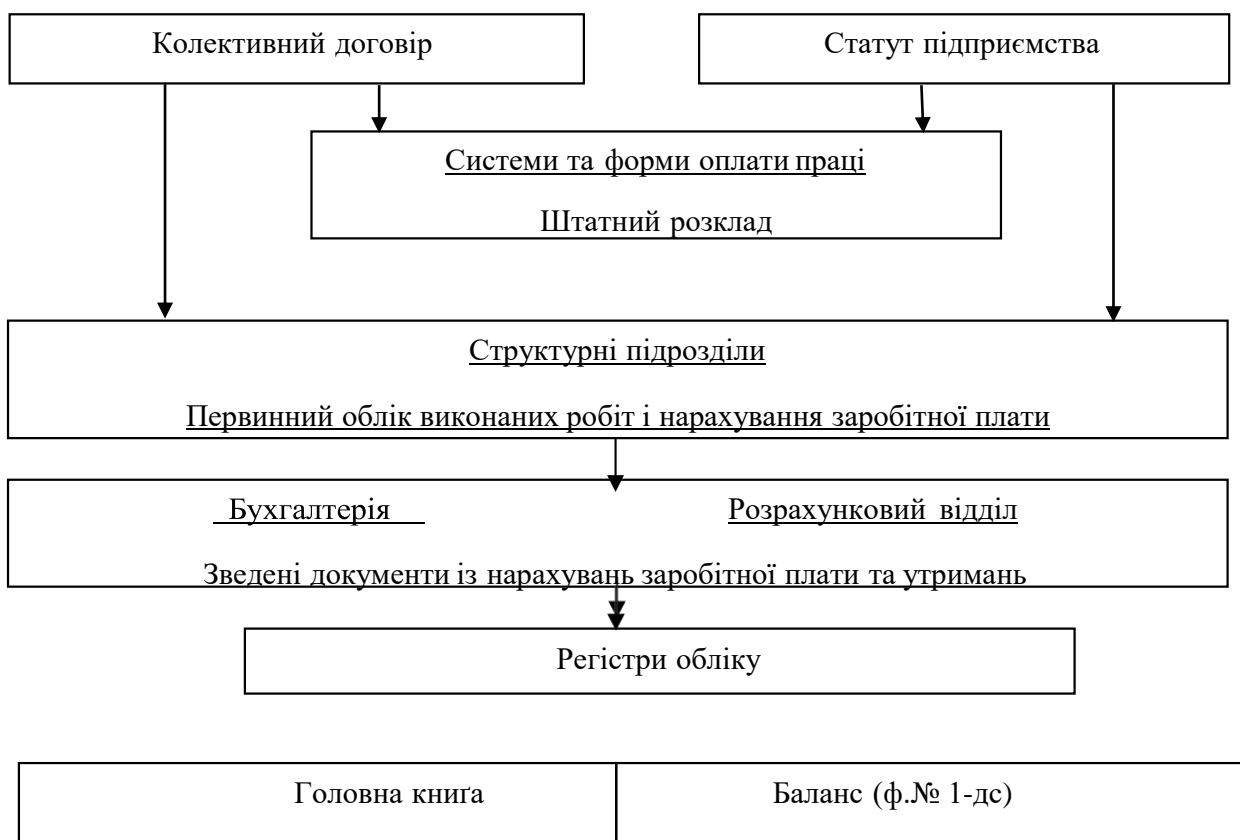 Колективний договір
Статут підприємства
Системи та форми оплати праці
Штатний розклад
Структурні підрозділи
Первинний облік виконаних робіт і нарахування заробітної плати
Бухгалтерія Розрахунковий відділ
Зведені документи із нарахувань заробітної плати та утримань
Регістри обліку
Головна книґа
Баланс (ф.№ 1-дс)